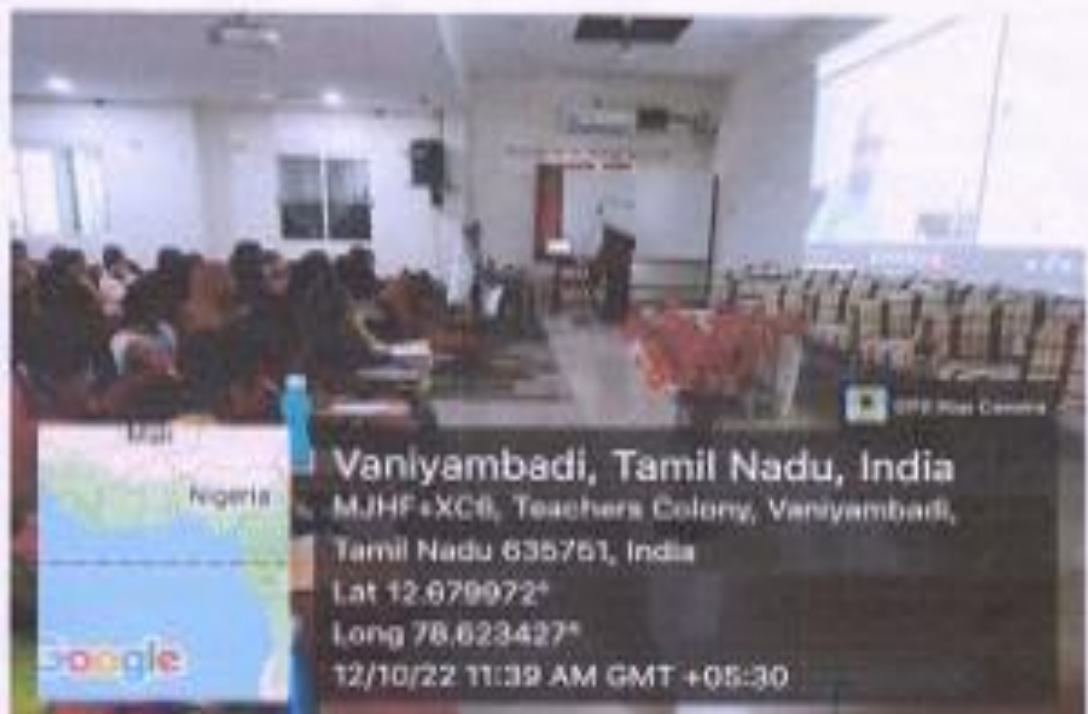 GPS Map Camera
Mali
Nigeria
Google
Vaniyambadi, Tamil Nadu, India
MJHF+XC6, Teachers Colony, Vaniyambadi,
Tamil Nadu 635751, India
Lat 12.679972°
Long 78.623427°
12/10/22 11:39 AM GMT +05:30